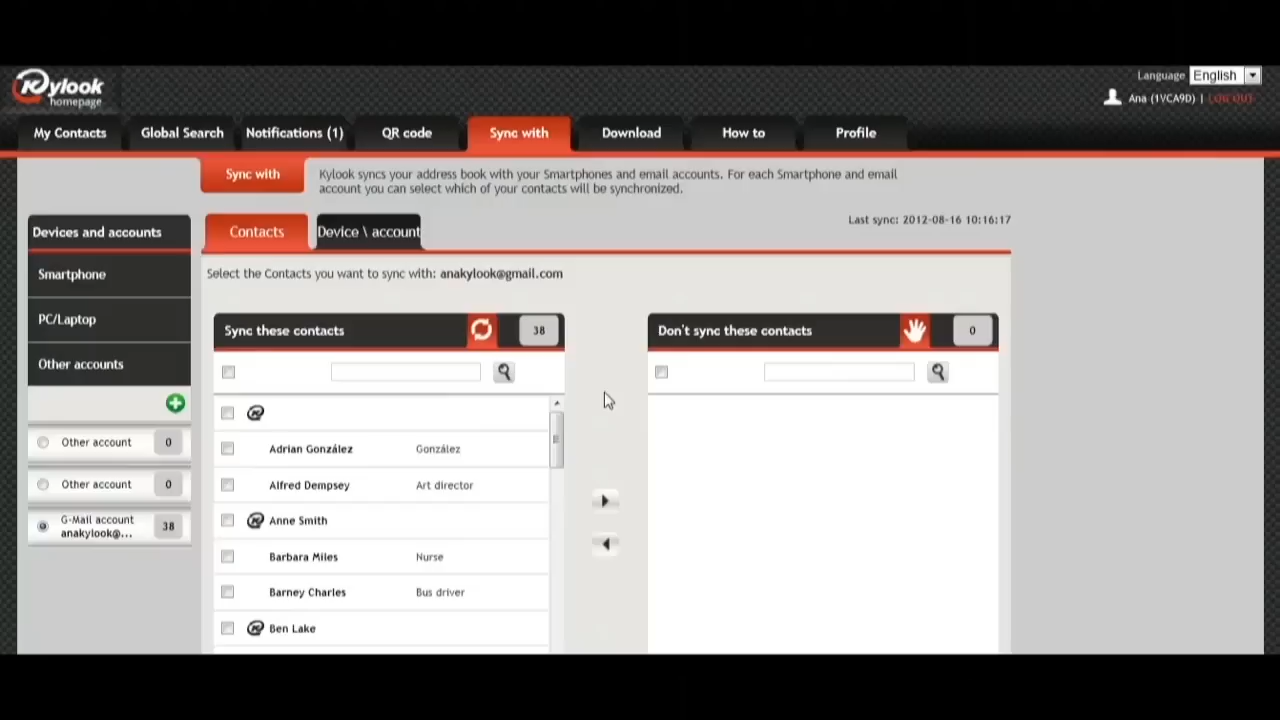 Kylook
homepage
Language English
Ana (1VCA9D) | LOG OUT
My Contacts
Global Search
Notifications (1)
QR code
Sync with
Download
How to
Profile
Sync with
Kylook syncs your address book with your Smartphones and email accounts. For each Smartphone and email
account you can select which of your contacts will be synchronized.
Devices and accounts
Smartphone
PC/Laptop
Other accounts
Other account 0
Other account 0
G-Mail account
anakylook@... 38
Contacts
Device \ account
Last sync: 2012-08-16 10:16:17
Select the Contacts you want to sync with: anakylook@gmail.com
Sync these contacts 38
Adrian González González
Alfred Dempsey Art director
Anne Smith
Barbara Miles Nurse
Barney Charles Bus driver
Ben Lake
Don't sync these contacts 0